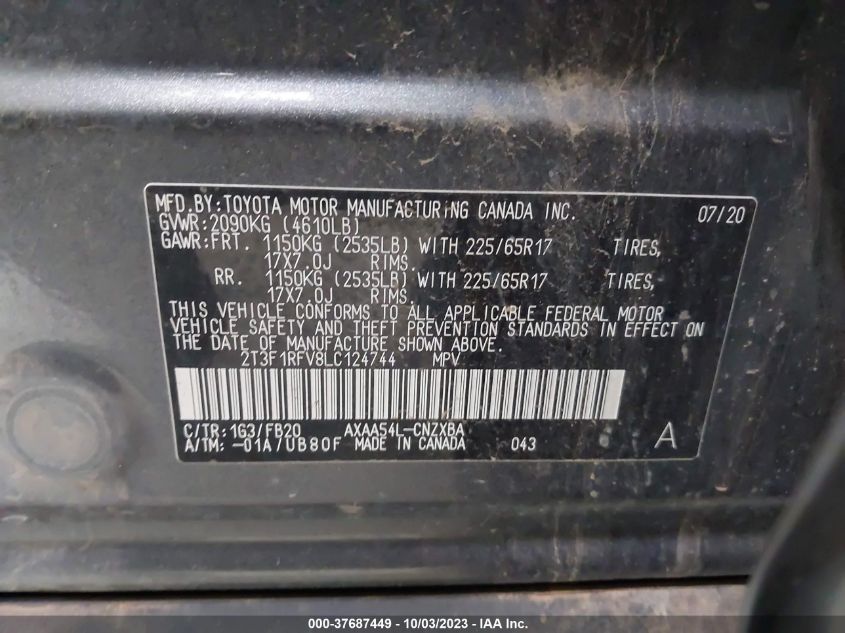 MFD.BY:TOYOTA MOTOR MANUFACTURING CANADA INC. 07/20
GVWR:2090KG (4610LB)
GAWR:FRT. 1150KG (2535LB) WITH 225/65R17 TIRES,
17X7.0J RIMS.
RR. 1150KG (2535LB) WITH 225/65R17 TIRES,
17X7.0J RIMS.
THIS VEHICLE CONFORMS TO ALL APPLICABLE FEDERAL MOTOR
VEHICLE SAFETY AND THEFT PREVENTION STANDARDS IN EFFECT ON
THE DATE OF MANUFACTURE SHOWN ABOVE.
2T3F1RFV8LC124744 MPV
C/TR:1G3/FB20 AXAA54L-CNZXBA
A/TM:-01A/UB80F MADE IN CANADA 043 A
000-37687449 - 10/03/2023 - Copyright © IAA, Inc.